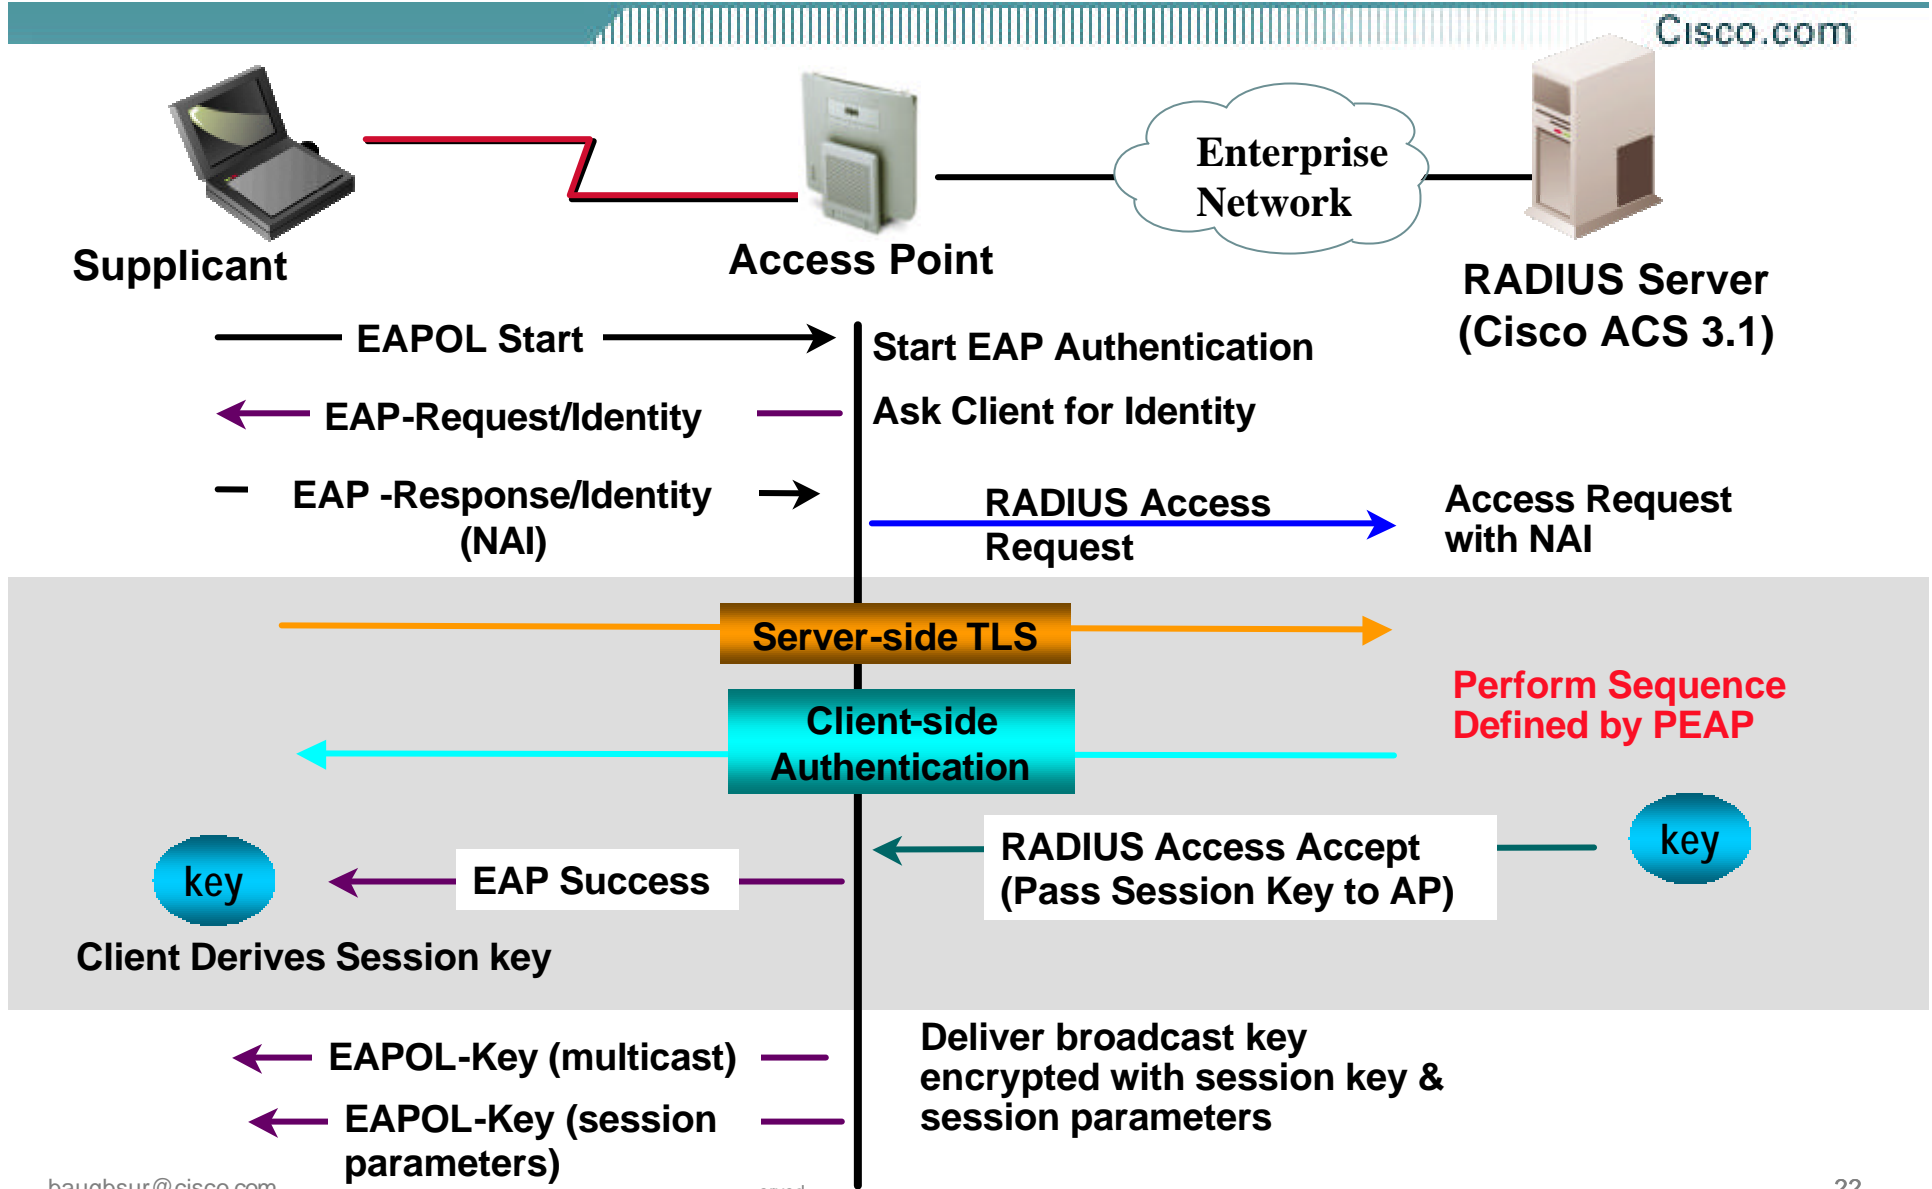 Cisco.com
Enterprise
Network
Supplicant
Access Point
RADIUS Server
(Cisco ACS 3.1)
EAPOL Start
Start EAP Authentication
EAP-Request/Identity
Ask Client for Identity
EAP -Response/Identity
(NAI)
RADIUS Access
Request
Access Request
with NAI
Server-side TLS
Client-side
Authentication
Perform Sequence
Defined by PEAP
key
EAP Success
RADIUS Access Accept
(Pass Session Key to AP)
key
Client Derives Session key
EAPOL-Key (multicast)
Deliver broadcast key
encrypted with session key &
session parameters
EAPOL-Key (session
parameters)
22